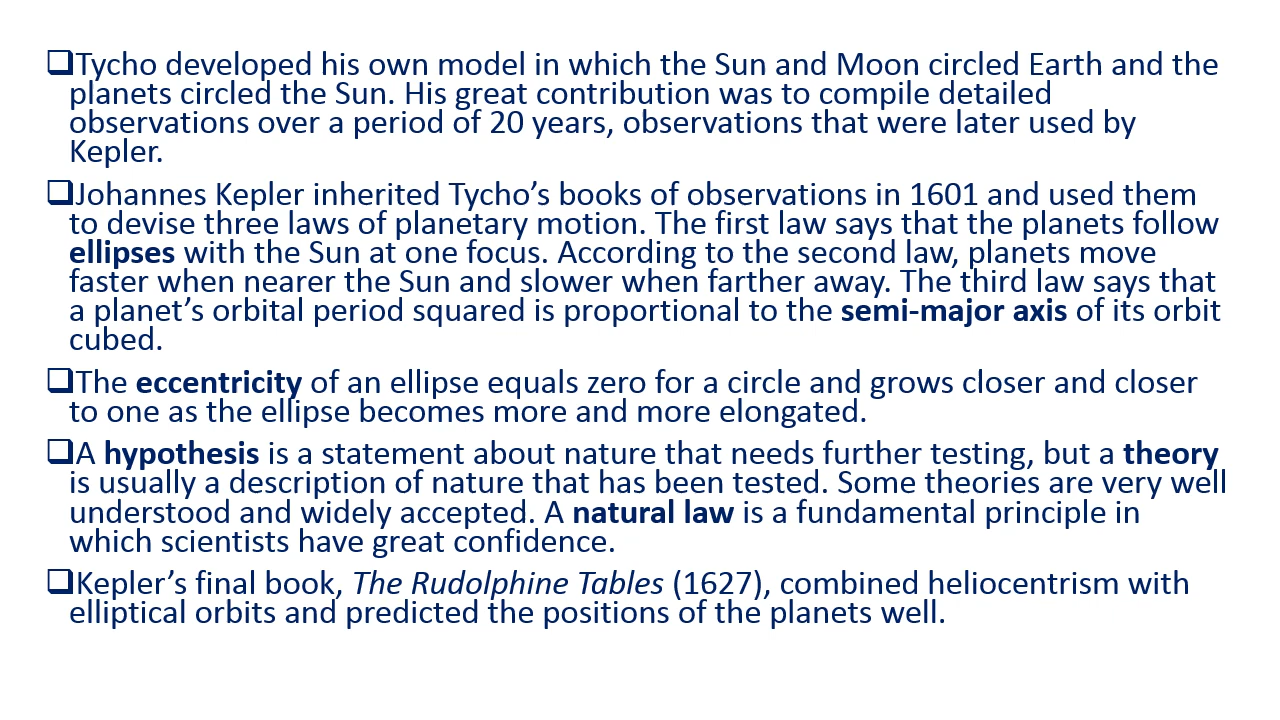 ❑Tycho developed his own model in which the Sun and Moon circled Earth and the
planets circled the Sun. His great contribution was to compile detailed
observations over a period of 20 years, observations that were later used by
Kepler.
❑Johannes Kepler inherited Tycho’s books of observations in 1601 and used them
to devise three laws of planetary motion. The first law says that the planets follow
ellipses with the Sun at one focus. According to the second law, planets move
faster when nearer the Sun and slower when farther away. The third law says that
a planet’s orbital period squared is proportional to the semi-major axis of its orbit
cubed.
❑The eccentricity of an ellipse equals zero for a circle and grows closer and closer
to one as the ellipse becomes more and more elongated.
❑A hypothesis is a statement about nature that needs further testing, but a theory
is usually a description of nature that has been tested. Some theories are very well
understood and widely accepted. A natural law is a fundamental principle in
which scientists have great confidence.
❑Kepler’s final book, The Rudolphine Tables (1627), combined heliocentrism with
elliptical orbits and predicted the positions of the planets well.